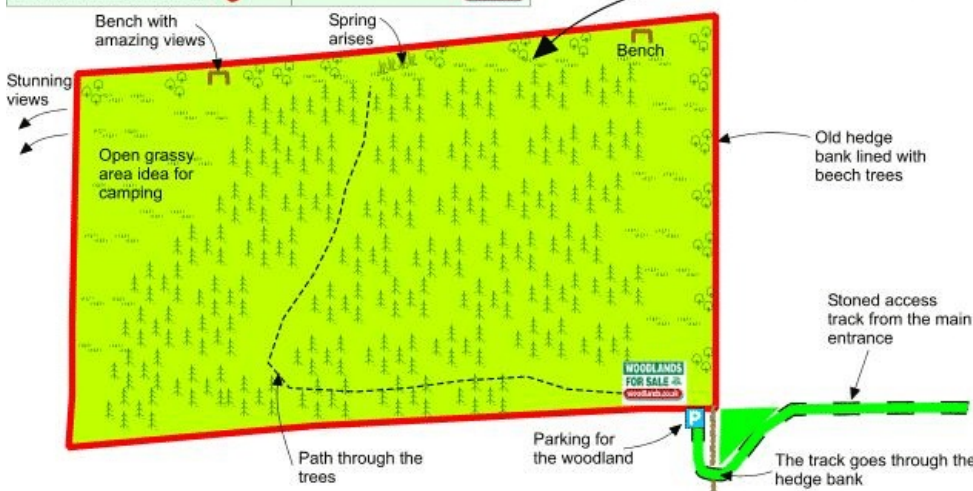 Bench with
amazing views
Spring
arises
Bench
Stunning
views
Open grassy
area idea for
camping
Old hedge
bank lined with
beech trees
Stoned access
track from the main
entrance
WOODLANDS
FOR SALE
woodlands.co.uk
P
Parking for
the woodland
Path through the
trees
The track goes through the
hedge bank